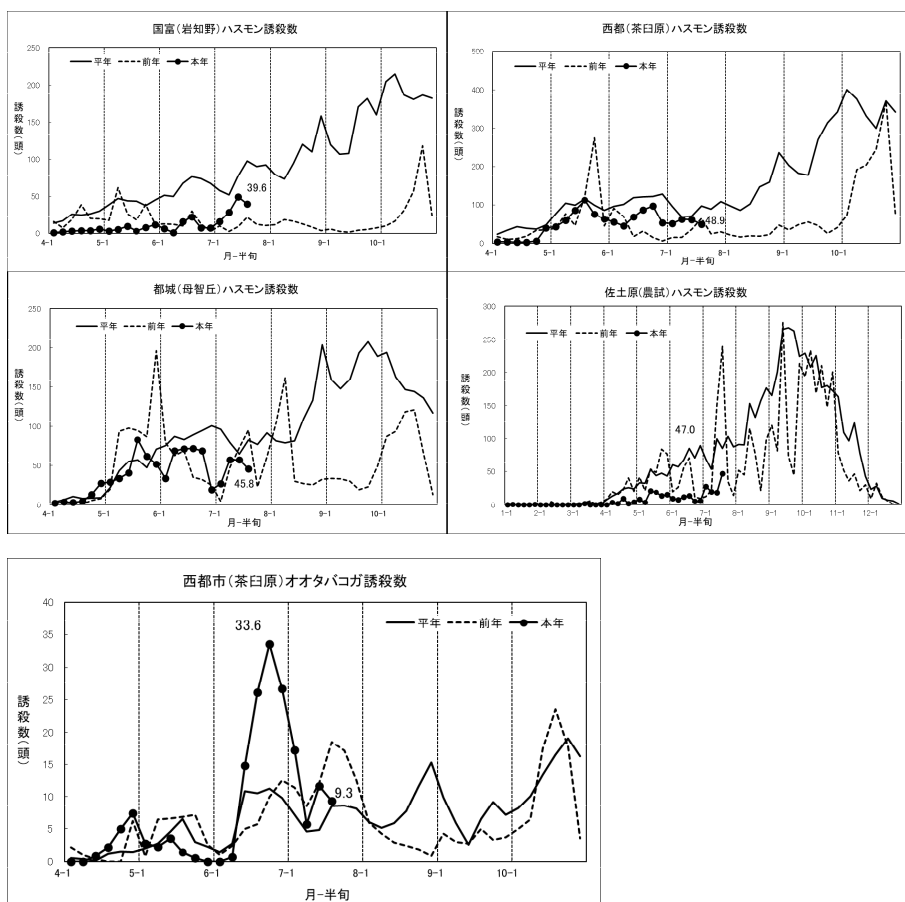 国富(岩知野)ハスモン誘殺数
平年 前年 本年
誘殺数(頭)
250
200
150
100
50
0
39.6
4-1 5-1 6-1 7-1 8-1 9-1 10-1
月-半旬
西都(茶臼原)ハスモン誘殺数
平年 前年 本年
誘殺数(頭)
500
400
300
200
100
0
48.9
4-1 5-1 6-1 7-1 8-1 9-1 10-1
月-半旬
都城(母智丘)ハスモン誘殺数
平年 前年 本年
誘殺数(頭)
250
200
150
100
50
0
45.8
4-1 5-1 6-1 7-1 8-1 9-1 10-1
月-半旬
佐土原(農試)ハスモン誘殺数
平年 前年 本年
誘殺数(頭)
300
250
200
150
100
50
0
47.0
1-1 2-1 3-1 4-1 5-1 6-1 7-1 8-1 9-1 10-1 11-1 12-1
月-半旬
西都市(茶臼原)オオタバコガ誘殺数
平年 前年 本年
誘殺数(頭)
40
35
30
25
20
15
10
5
0
33.6
9.3
4-1 5-1 6-1 7-1 8-1 9-1 10-1
月-半旬